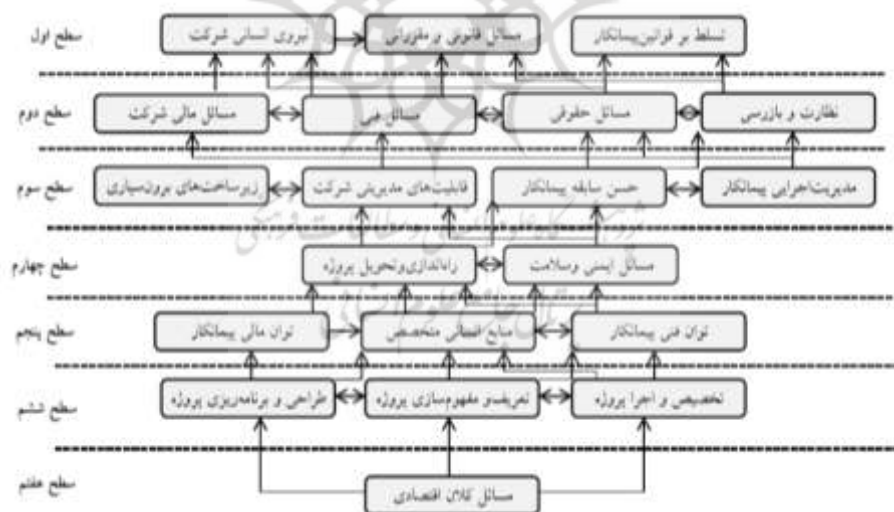 سطح اول
تسلط بر قوانین پیمانکار
مسائل قانونی و مقرراتی
نیروی انسانی شرکت
سطح دوم
نظارت و بازرسی
مسائل حقوقی
مسائل فنی
مسائل مالی شرکت
سطح سوم
مدیریت اجرایی پیمانکار
حسن سابقه پیمانکار
قابلیت‌های مدیریتی شرکت
زیرساخت‌های برون‌سپاری
سطح چهارم
مسائل ایمنی وسلامت
راه‌اندازی‌وتحویل پروژه
سطح پنجم
توان فنی پیمانکار
منابع انسانی متخصص
توان مالی پیمانکار
سطح ششم
تخصیص و اجرا پروژه
تعریف‌و مفهوم‌سازی پروژه
طراحی و برنامه‌ریزی پروژه
سطح هفتم
مسائل کلان اقتصادی